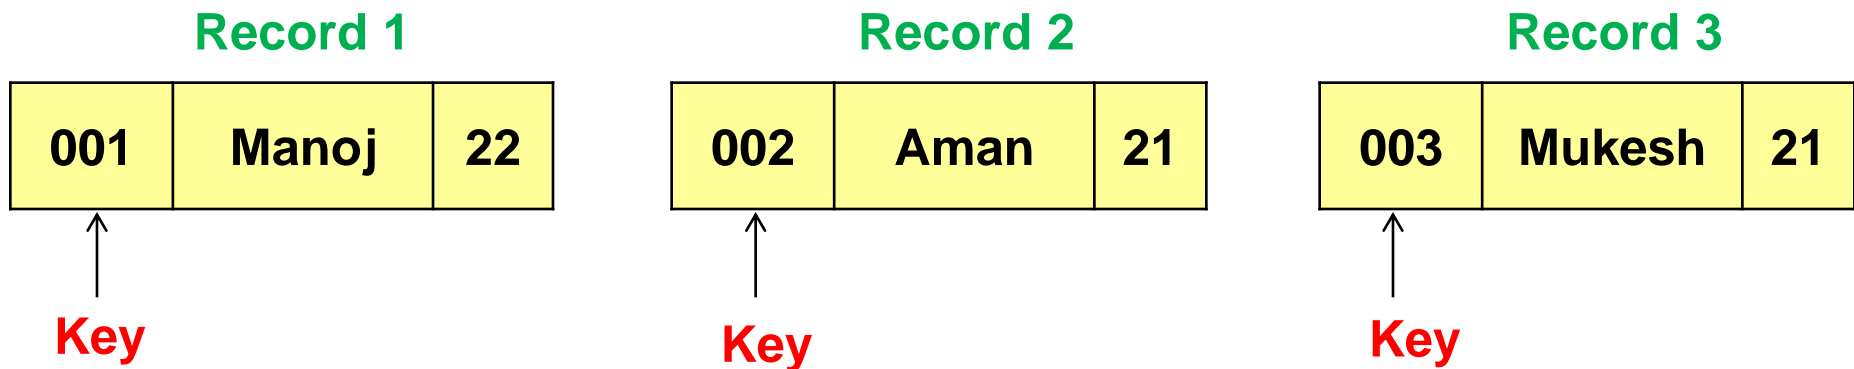 Record 1 Record 2 Record 3
001 Manoj 22 002 Aman 21 003 Mukesh 21
Key Key Key